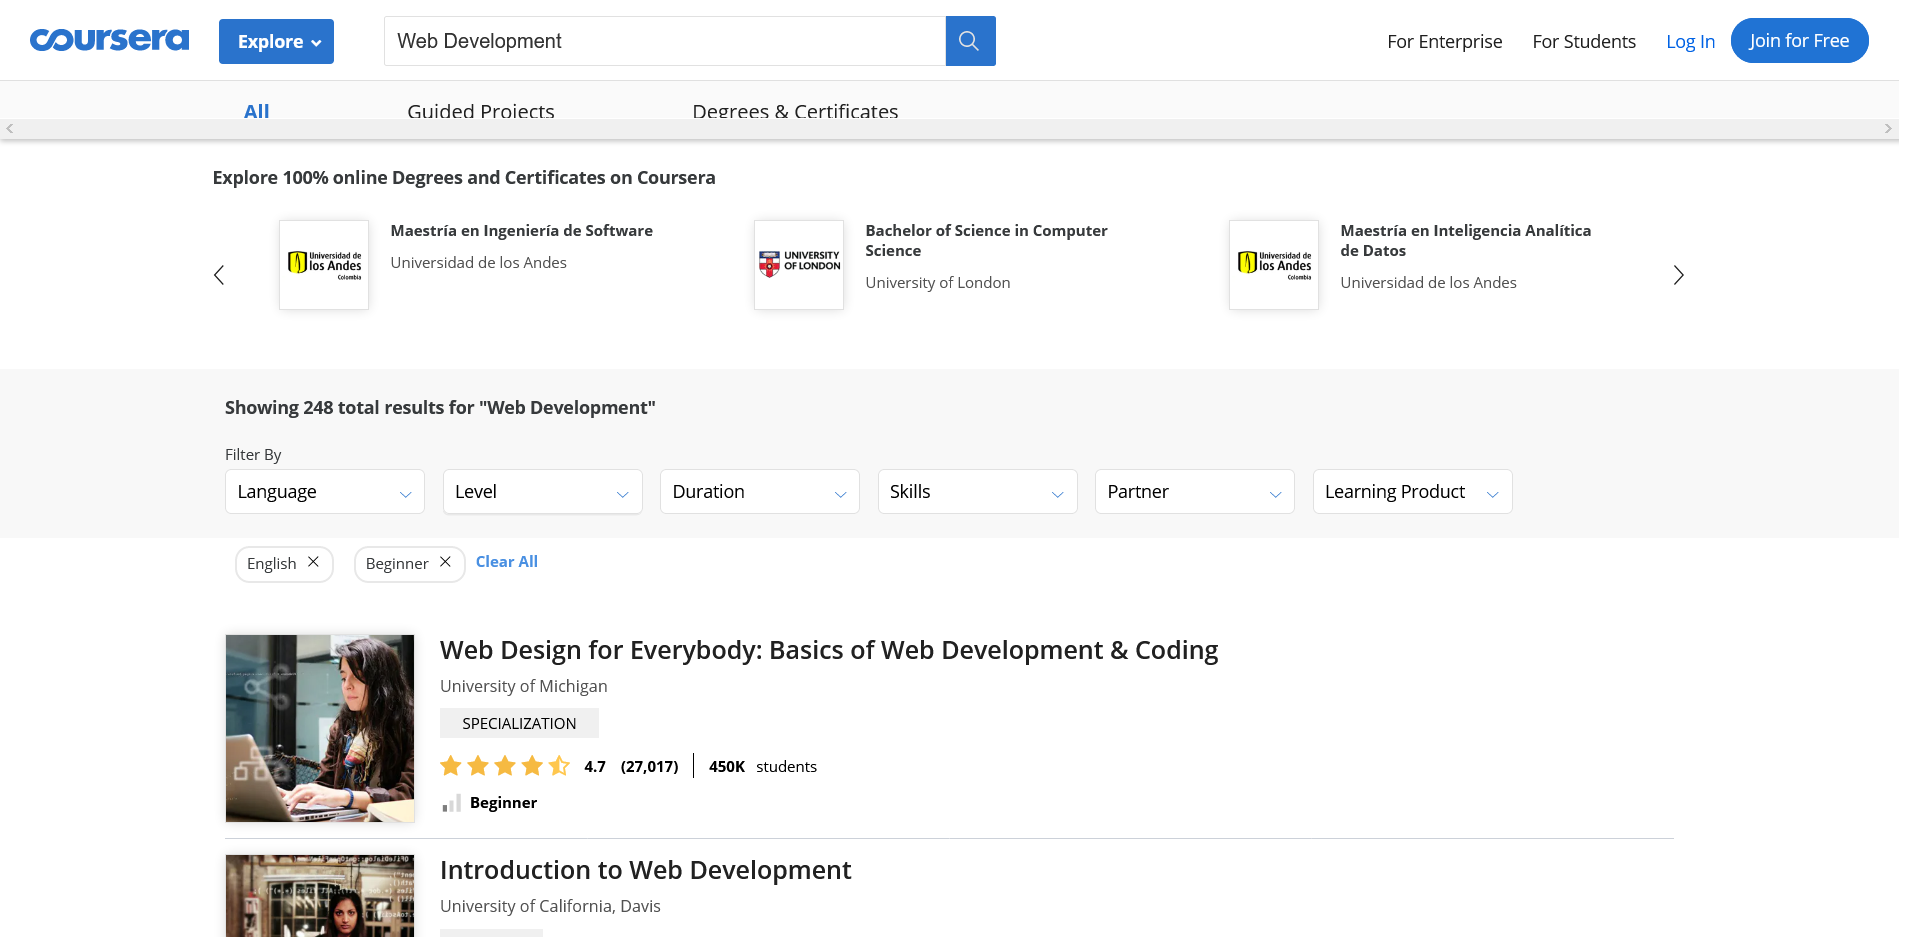 coursera
Explore
Web Development
For Enterprise
For Students
Log In
Join for Free
All
Guided Projects
Degrees & Certificates
Explore 100% online Degrees and Certificates on Coursera
Universidad de
los Andes
Colombia
Maestría en Ingeniería de Software
Universidad de los Andes
UNIVERSITY
OF LONDON
Bachelor of Science in Computer
Science
University of London
Universidad de
los Andes
Colombia
Maestría en Inteligencia Analítica
de Datos
Universidad de los Andes
Showing 248 total results for "Web Development"
Filter By
Language
Level
Duration
Skills
Partner
Learning Product
English
Beginner
Clear All
Web Design for Everybody: Basics of Web Development & Coding
University of Michigan
SPECIALIZATION
4.7 (27,017) 450K students
Beginner
Introduction to Web Development
University of California, Davis